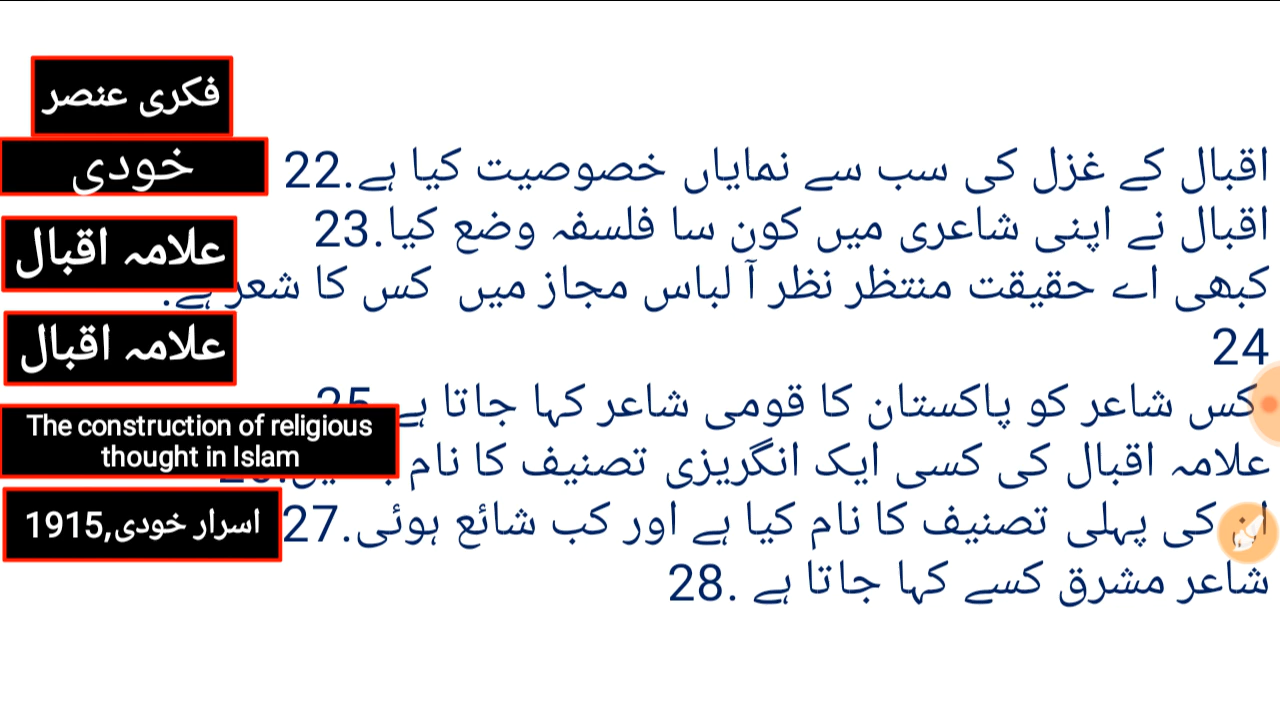 فکری عنصر
خودی
علامہ اقبال
علامہ اقبال
The construction of religious
thought in Islam
اسرار خودی,1915
اقبال کے غزل کی سب سے نمایاں خصوصیت کیا ہے.22
اقبال نے اپنی شاعری میں کون سا فلسفہ وضع کیا.23
کبھی اے حقیقت منتظر نظر آ لباس مجاز میں کس کا شعر ہے.
24
کس شاعر کو پاکستان کا قومی شاعر کہا جاتا ہے
علامہ اقبال کی کسی ایک انگریزی تصنیف کا نام
ان کی پہلی تصنیف کا نام کیا ہے اور کب شائع ہوئی.27
شاعر مشرق کسے کہا جاتا ہے .28